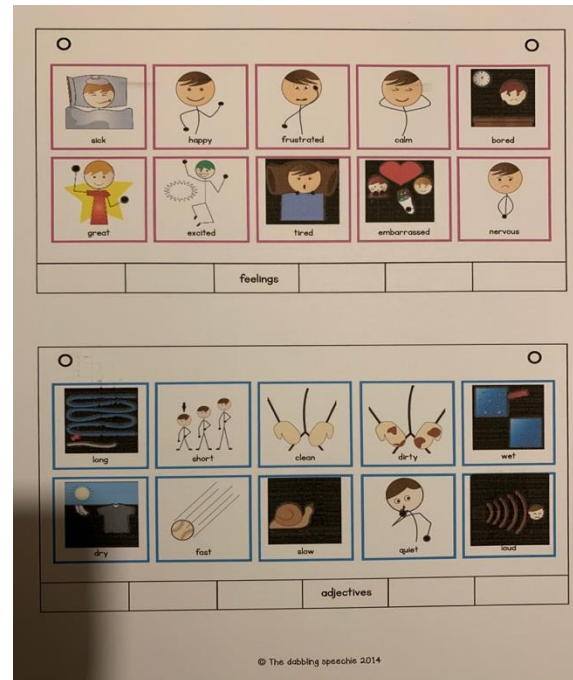 sick happy frustrated calm bored
great excited tired embarrassed nervous
feelings
long short clean dirty wet
dry fast slow quiet loud
adjectives
© The dabbling speechie 2014